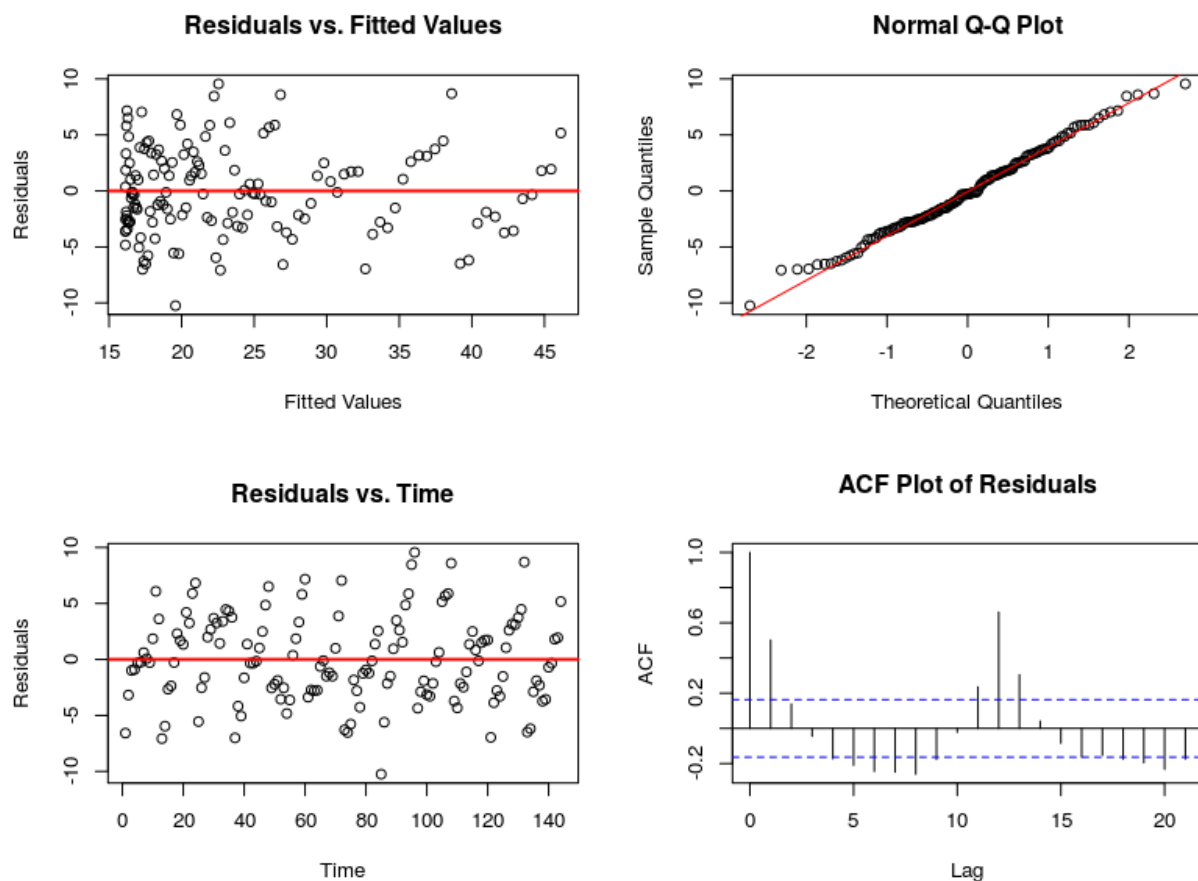 Residuals vs. Fitted Values
10
5
0
-5
-10
Residuals
15 20 25 30 35 40 45
Fitted Values
Normal Q-Q Plot
10
5
0
-5
-10
Sample Quantiles
-2 -1 0 1 2
Theoretical Quantiles
Residuals vs. Time
10
5
0
-5
-10
Residuals
0 20 40 60 80 100 120 140
Time
ACF Plot of Residuals
1.0
0.6
0.2
-0.2
ACF
0 5 10 15 20
Lag